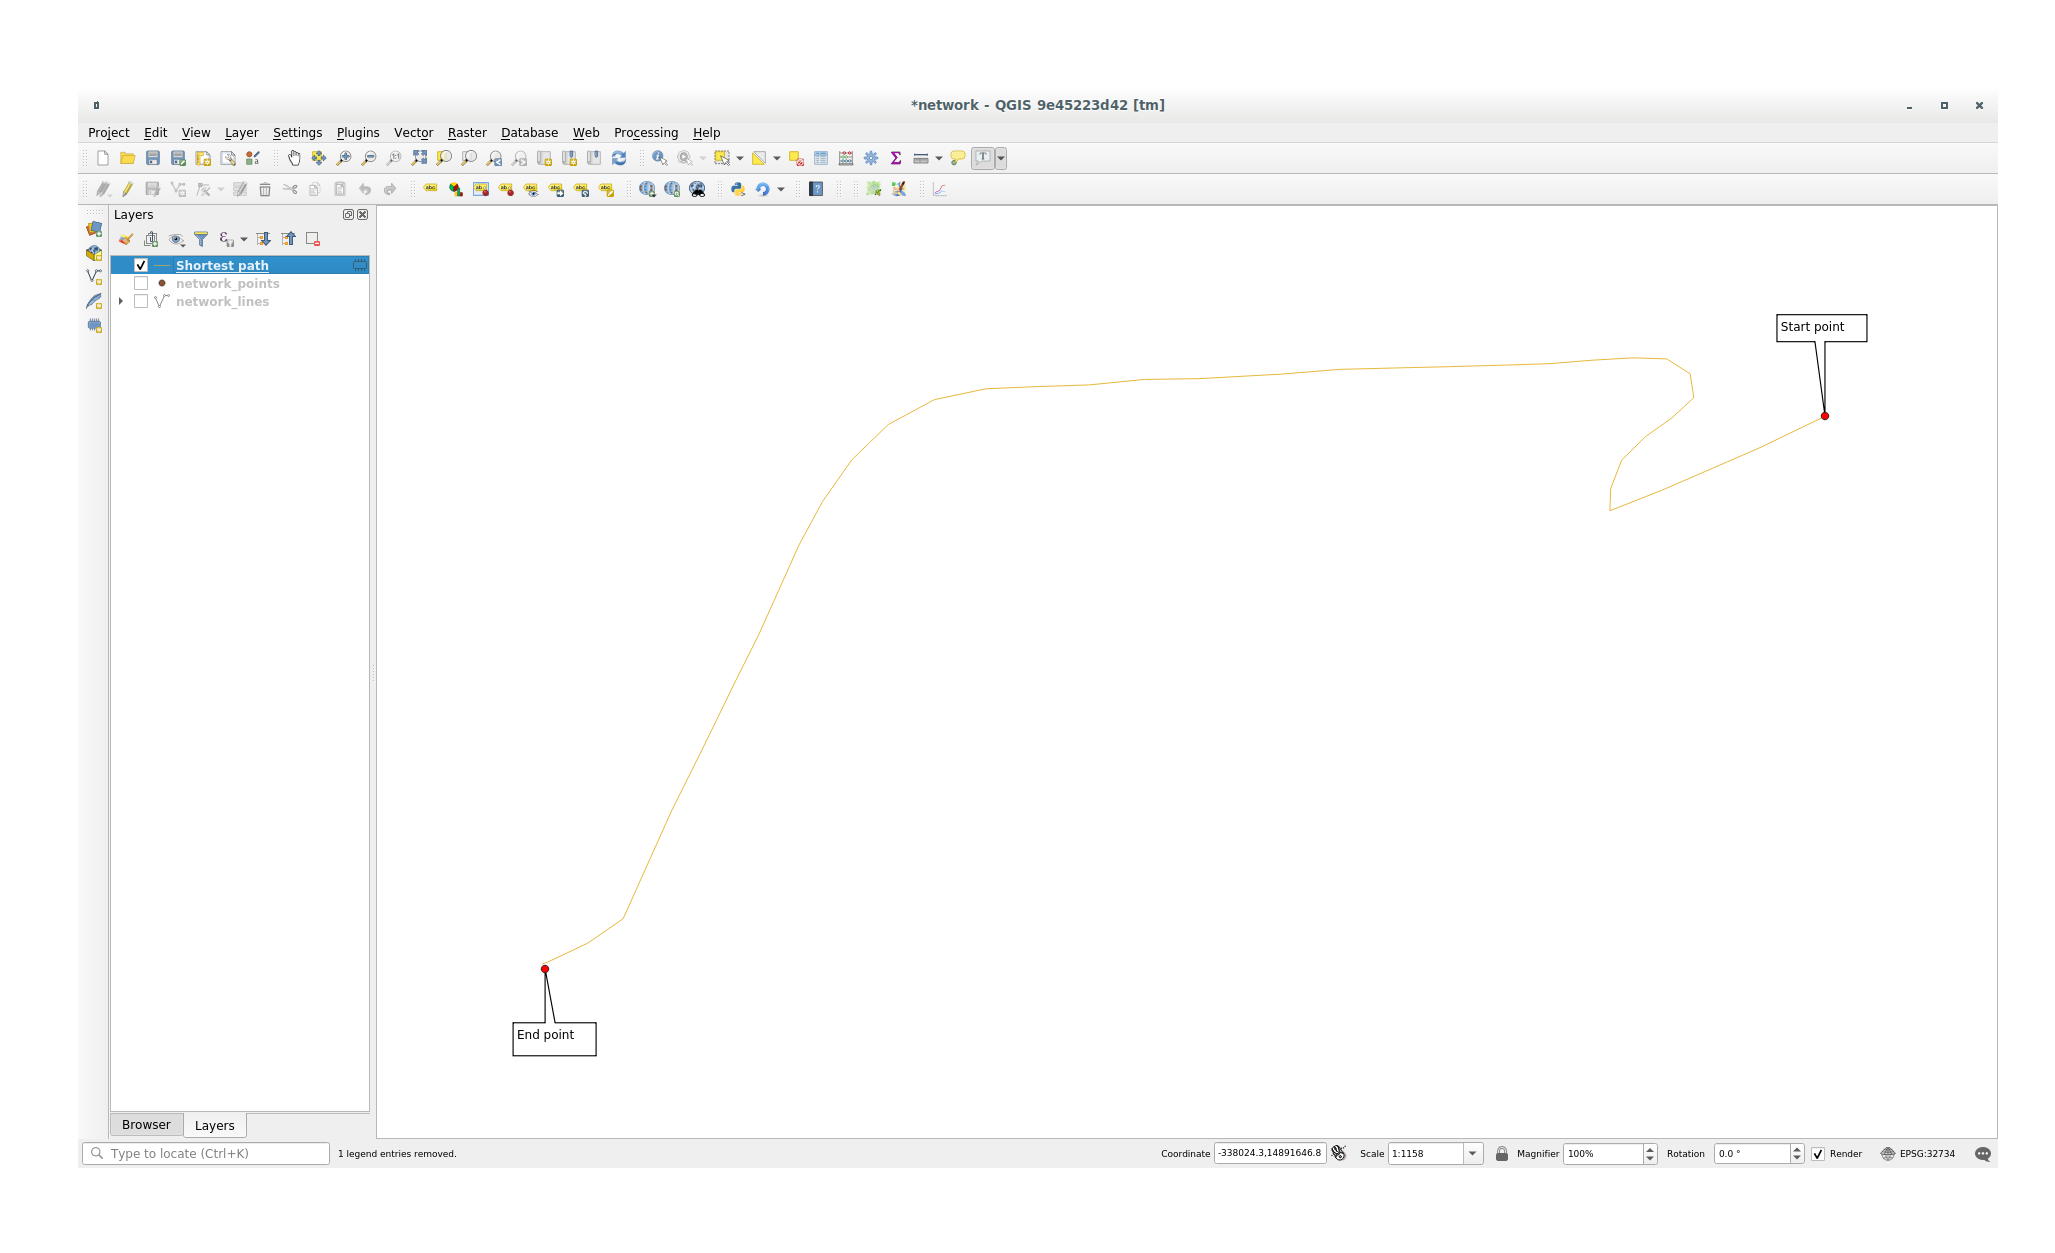 *network - QGIS 9e45223d42 [tm]
Project Edit View Layer Settings Plugins Vector Raster Database Web Processing Help
Layers
Shortest path
network_points
network_lines
Start point
End point
Browser Layers
Type to locate (Ctrl+K) 1 legend entries removed. Coordinate -338024.3,14891646.8 Scale 1:1158 Magnifier 100% Rotation 0.0 ° Render EPSG:32734